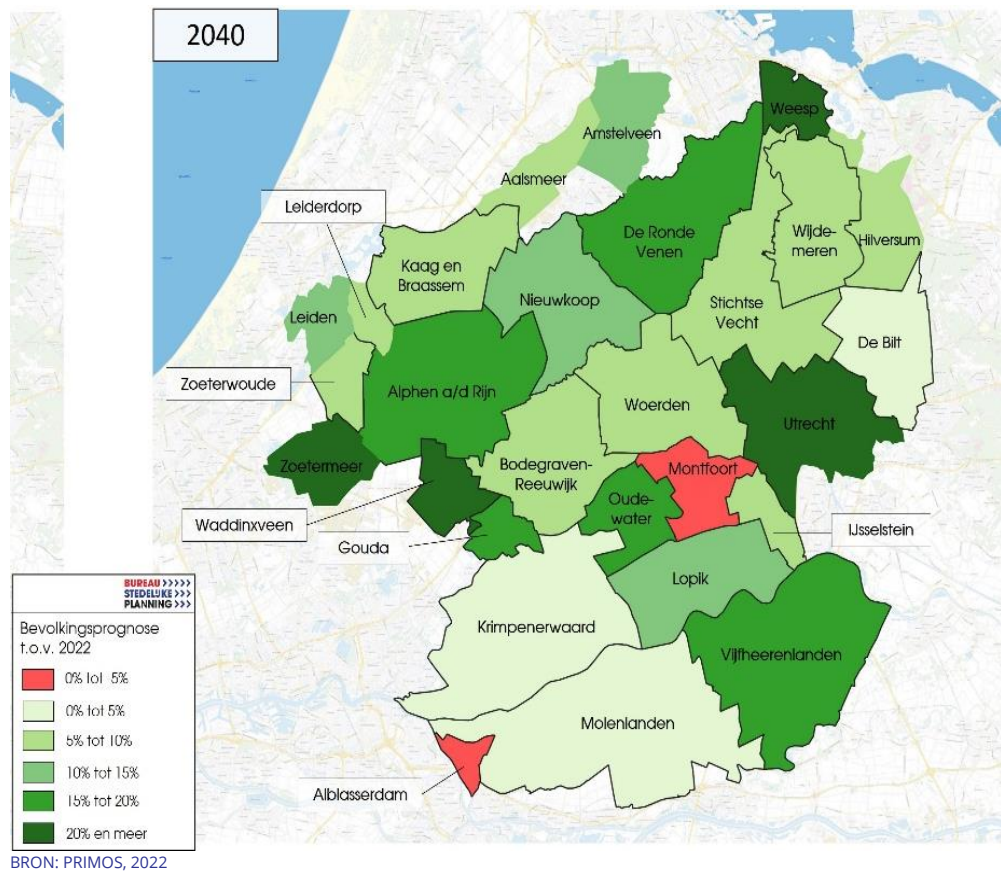 2040
Weesp
Amstelveen
Aalsmeer
Leiderdorp
De Ronde
Venen
Wijde-
meren
Hilversum
Kaag en
Braassem
Nieuwkoop
Stichtse
Vecht
Leiden
De Bilt
Zoeterwoude
Alphen a/d Rijn
Woerden
Utrecht
Zoetermeer
Bodegraven-
Reeuwijk
Montfoort
Oude-
water
Waddinxveen
IJsselstein
Gouda
Lopik
Krimpenerwaard
Vijfheerenlanden
Molenlanden
Alblasserdam
BUREAU >>>>>
STEDELIJKE >>>>
PLANNING >>>
Bevolkingsprognose
t.o.v. 2022
0% tot -5%
0% tot 5%
5% tot 10%
10% tot 15%
15% tot 20%
20% en meer
BRON: PRIMOS, 2022